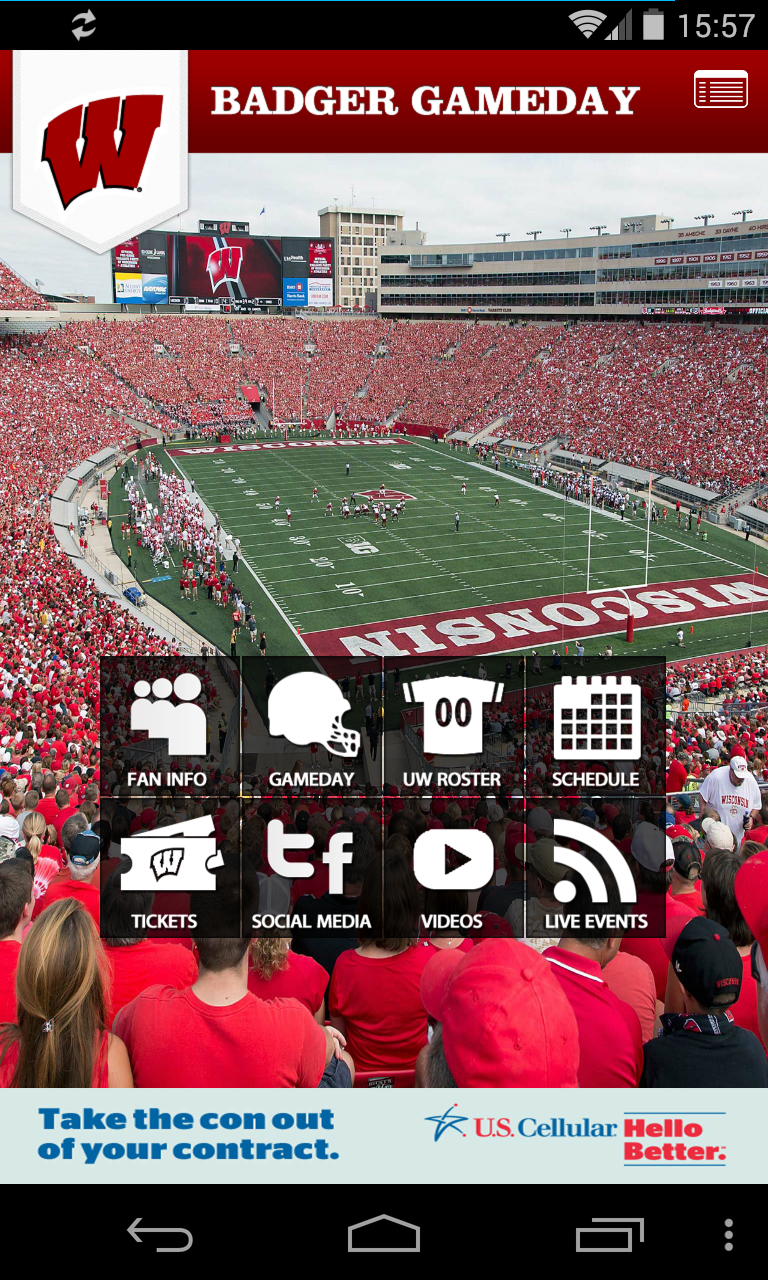 15:57
BADGER GAMEDAY
W
WISCONSIN
WISCONSIN
WISCONSIN
FAN INFO
GAMEDAY
00
UW ROSTER
SCHEDULE
W
TICKETS
SOCIAL MEDIA
VIDEOS
LIVE EVENTS
Take the con out
of your contract.
U.S. Cellular
Hello
Better.